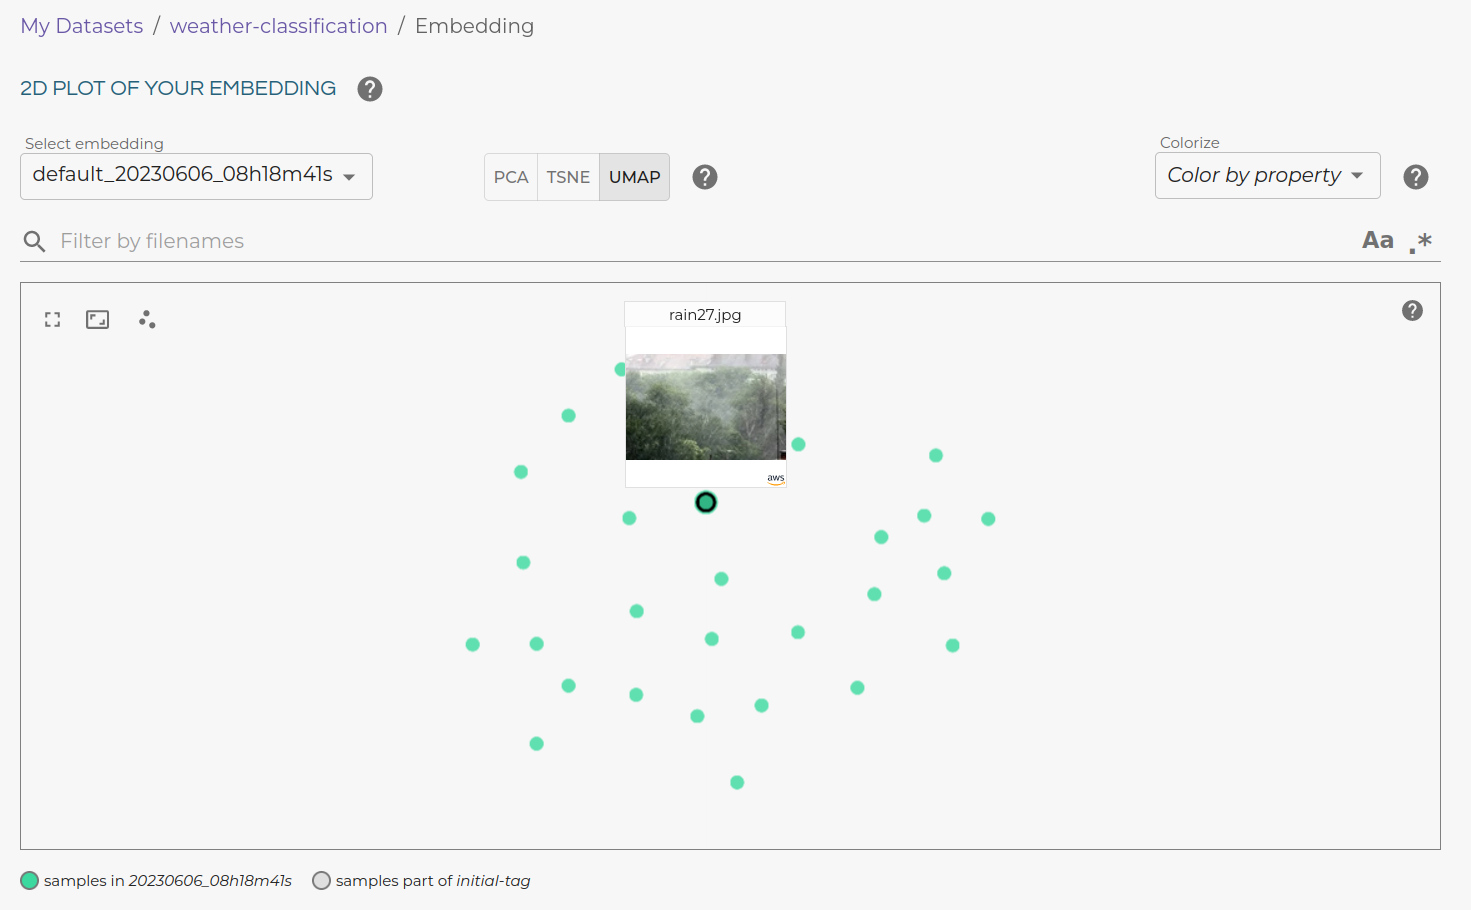 My Datasets / weather-classification / Embedding
2D PLOT OF YOUR EMBEDDING ?
Select embedding
Colorize
default_20230606_08h18m41s
PCA TSNE UMAP ?
Color by property ?
Filter by filenames
Aa .*
?
rain27.jpg
aws
samples in 20230606_08h18m41s samples part of initial-tag